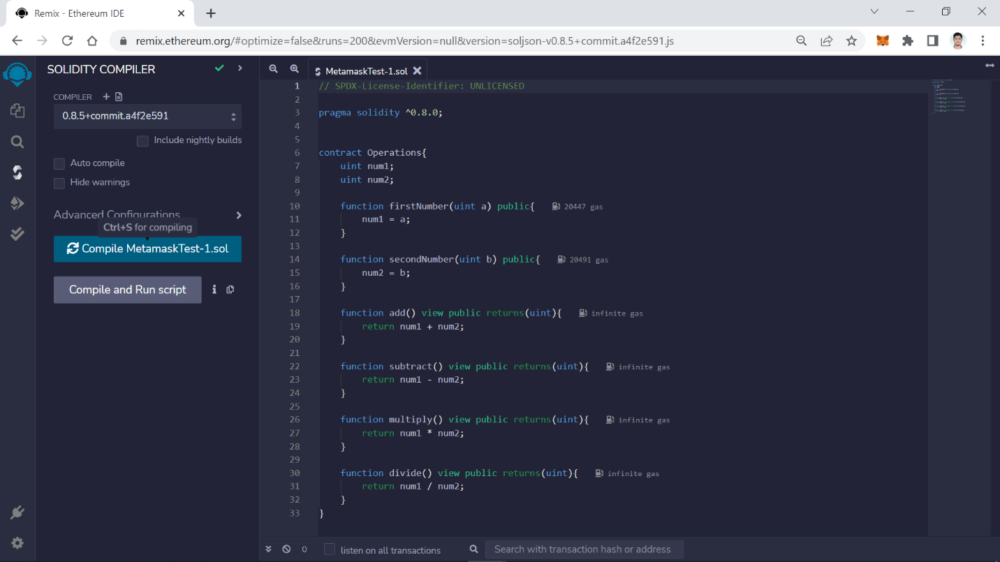 Remix - Ethereum IDE
remix.ethereum.org/#optimize=false&runs=200&evmVersion=null&version=soljson-v0.8.5+commit.a4f2e591.js
SOLIDITY COMPILER
COMPILER
0.8.5+commit.a4f2e591
Include nightly builds
Auto compile
Hide warnings
Advanced Configurations
Ctrl+S for compiling
Compile MetamaskTest-1.sol
Compile and Run script
MetamaskTest-1.sol
1 // SPDX-License-Identifier: UNLICENSED
2
3 pragma solidity ^0.8.0;
4
5
6 contract Operations{
7 uint num1;
8 uint num2;
9
10 function firstNumber(uint a) public{ 20447 gas
11 num1 = a;
12 }
13
14 function secondNumber(uint b) public{ 20491 gas
15 num2 = b;
16 }
17
18 function add() view public returns(uint){ infinite gas
19 return num1 + num2;
20 }
21
22 function subtract() view public returns(uint){ infinite gas
23 return num1 - num2;
24 }
25
26 function multiply() view public returns(uint){ infinite gas
27 return num1 * num2;
28 }
29
30 function divide() view public returns(uint){ infinite gas
31 return num1 / num2;
32 }
33 }
0 listen on all transactions Search with transaction hash or address